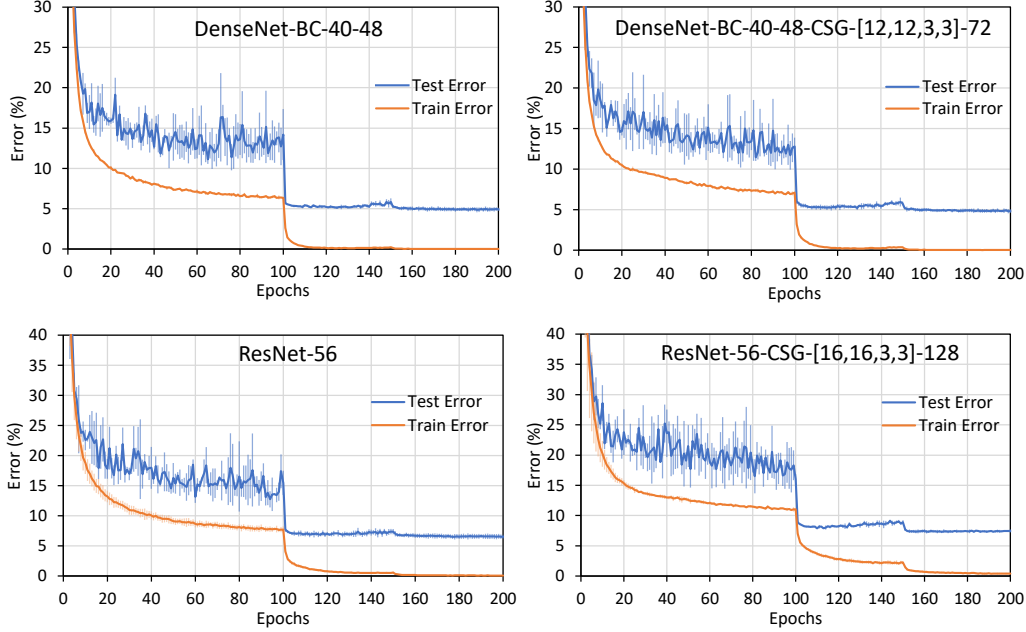 DenseNet-BC-40-48
Error (%)
30
25
20
15
10
5
0
Test Error
Train Error
0 20 40 60 80 100 120 140 160 180 200
Epochs
DenseNet-BC-40-48-CSG-[12,12,3,3]-72
Error (%)
30
25
20
15
10
5
0
Test Error
Train Error
0 20 40 60 80 100 120 140 160 180 200
Epochs
ResNet-56
Error (%)
40
35
30
25
20
15
10
5
0
Test Error
Train Error
0 20 40 60 80 100 120 140 160 180 200
Epochs
ResNet-56-CSG-[16,16,3,3]-128
Error (%)
40
35
30
25
20
15
10
5
0
Test Error
Train Error
0 20 40 60 80 100 120 140 160 180 200
Epochs